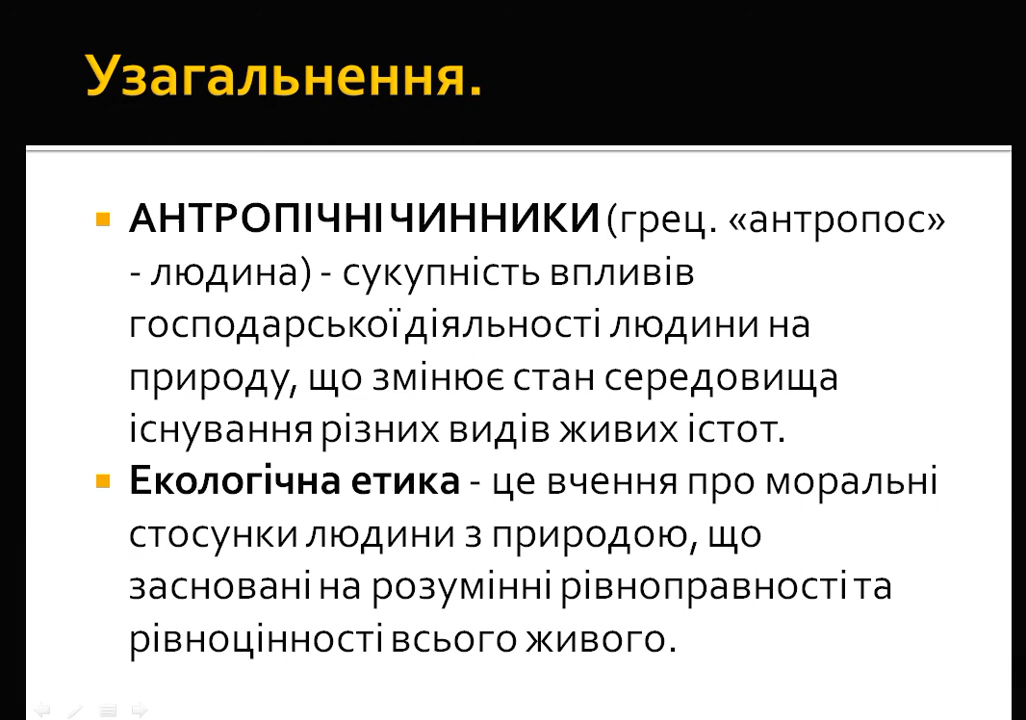 Узагальнення.
АНТРОПІЧНІ ЧИННИКИ (грец. «антропос»
- людина) - сукупність впливів
господарської діяльності людини на
природу, що змінює стан середовища
існування різних видів живих істот.
Екологічна етика - це вчення про моральні
стосунки людини з природою, що
засновані на розумінні рівноправності та
рівноцінності всього живого.